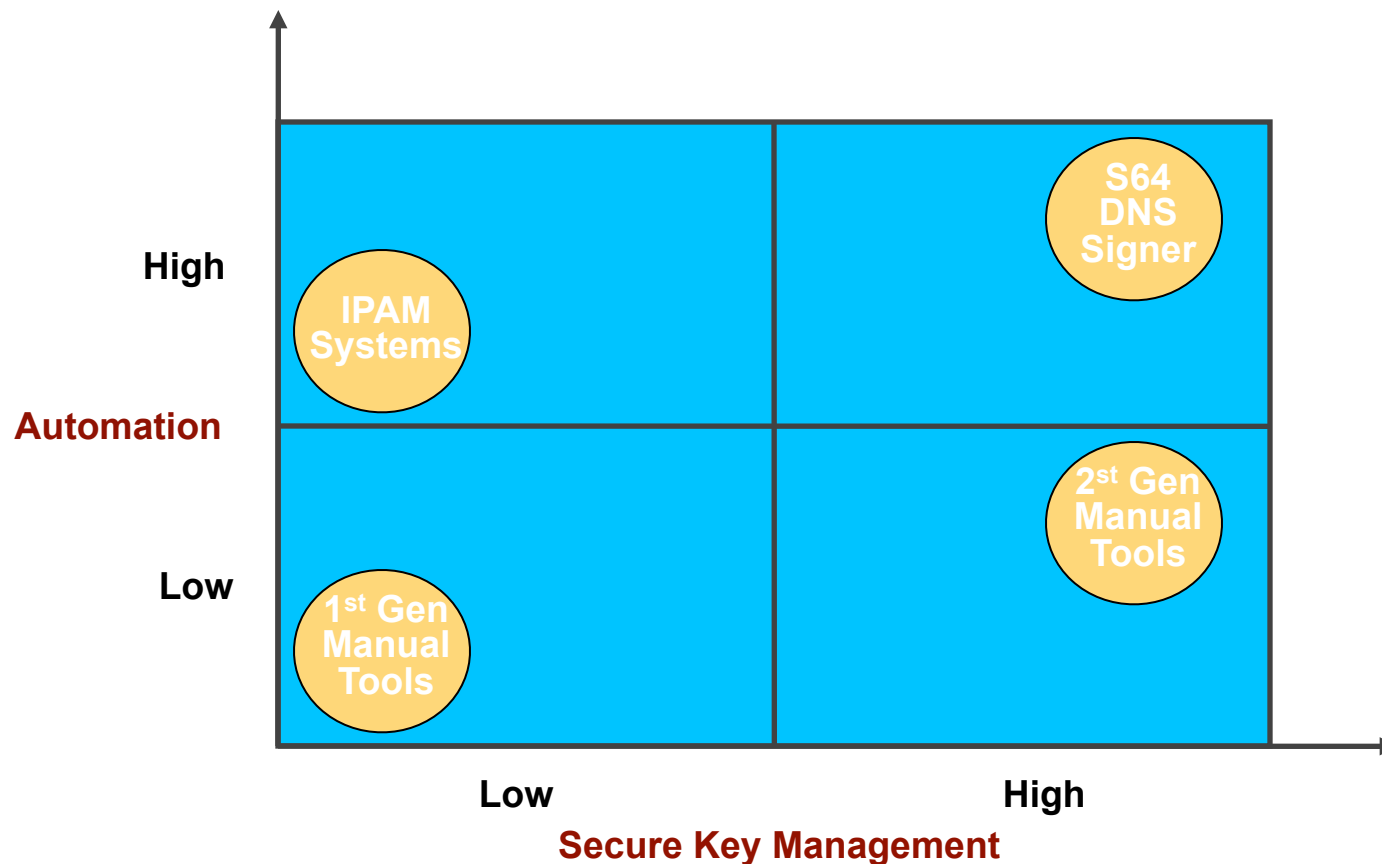 S64
DNS
Signer
High
IPAM
Systems
Automation
2st Gen
Manual
Tools
Low
1st Gen
Manual
Tools
Low
High
Secure Key Management